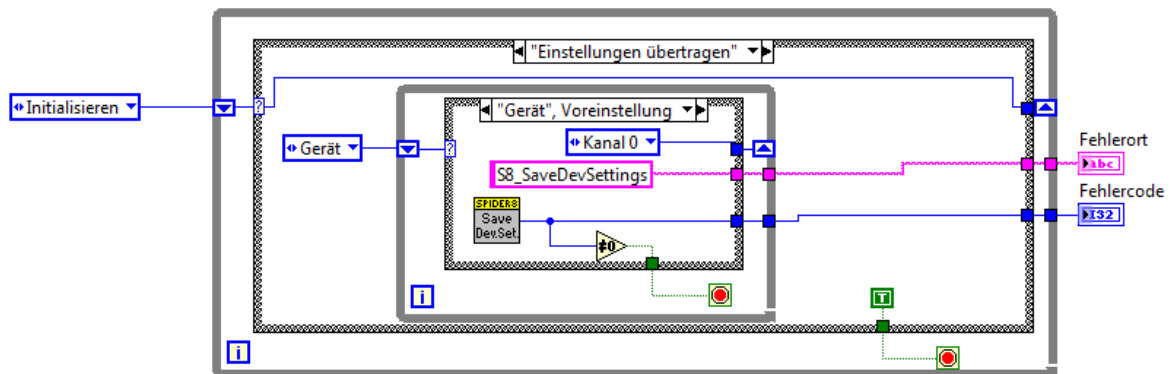 "Einstellungen übertragen"
Initialisieren
?
"Gerät", Voreinstellung
Gerät
?
Kanal 0
Fehlerort
abc
S8_SaveDevSettings
Fehlercode
I32
SPIDER8
Save
Dev.Set.
≠0
i
T
i